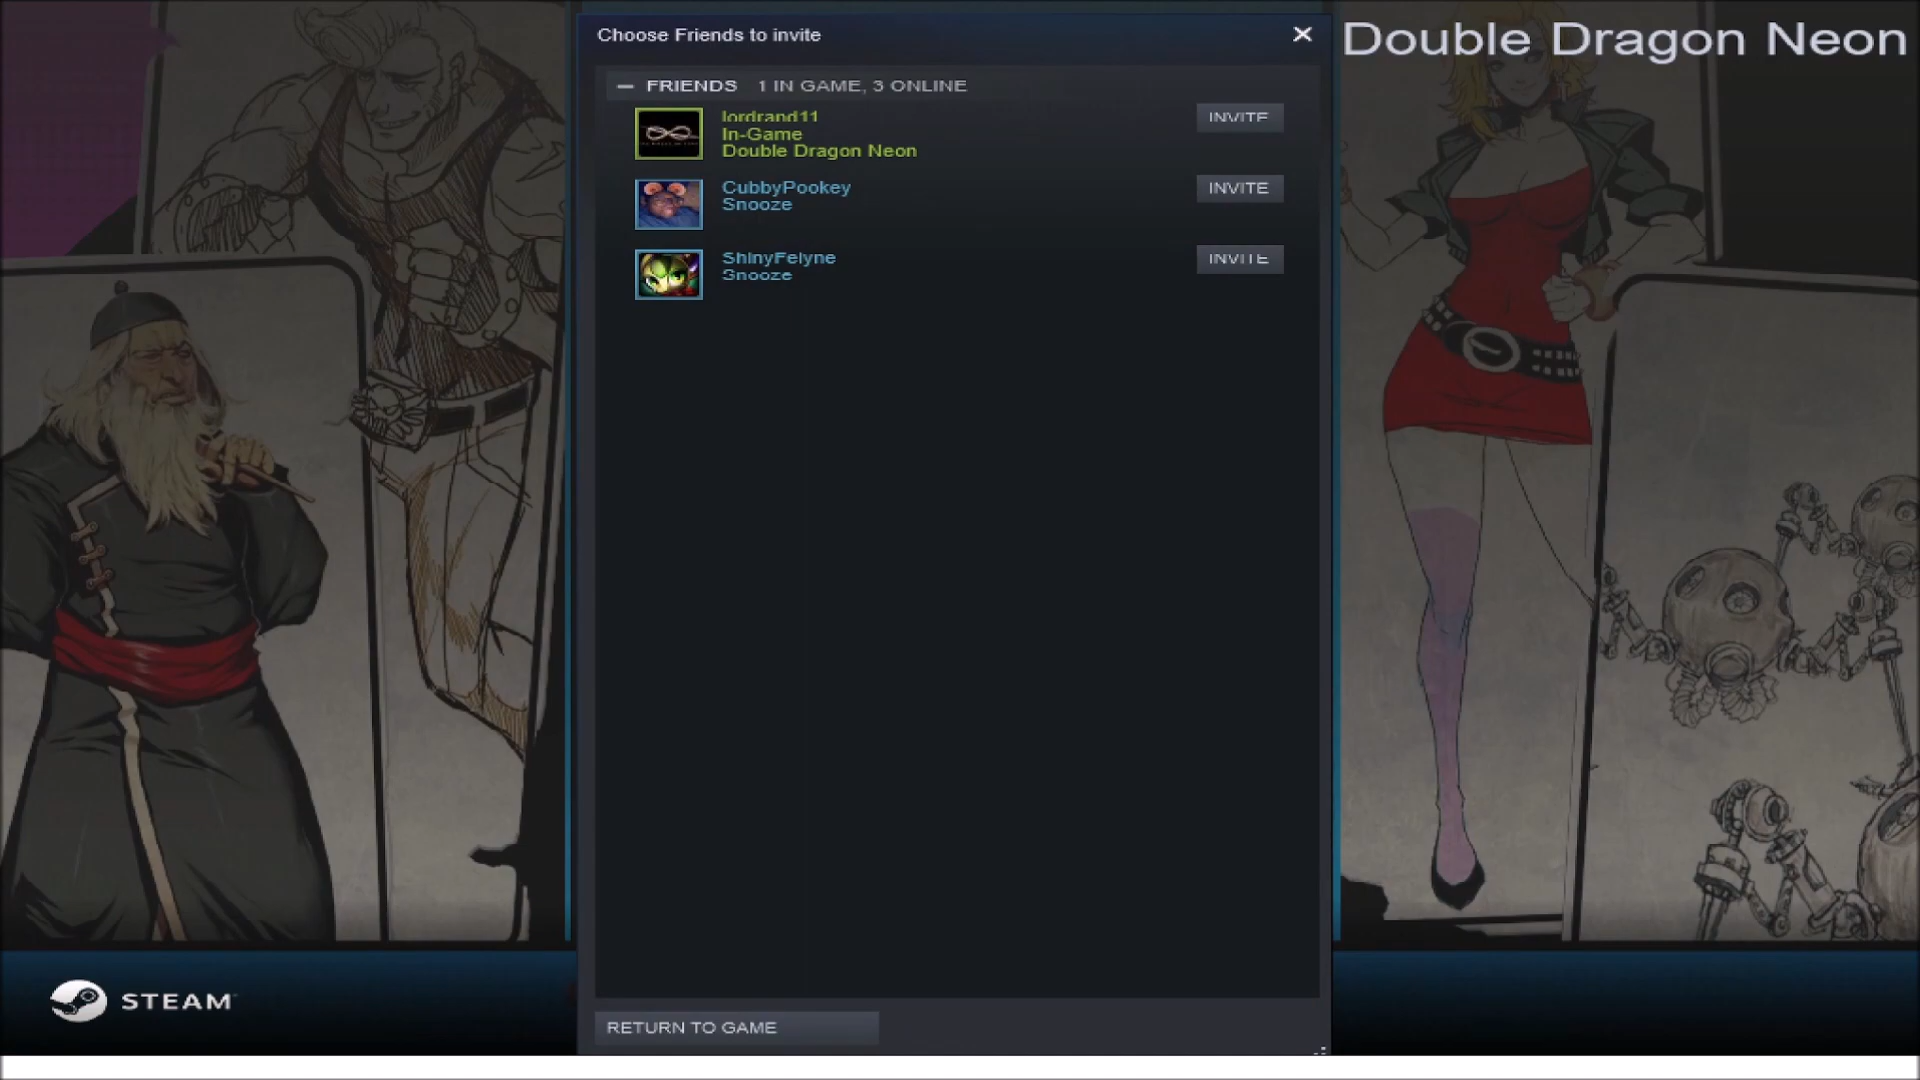 Choose Friends to invite
Double Dragon Neon
FRIENDS 1 IN GAME, 3 ONLINE
lordrand11
In-Game
Double Dragon Neon
INVITE
CubbyPookey
Snooze
INVITE
ShinyFelyne
Snooze
INVITE
STEAM
RETURN TO GAME